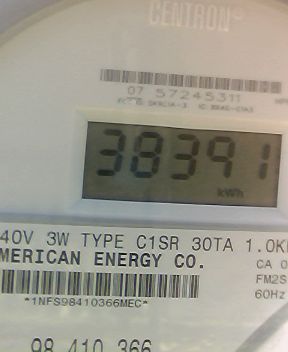 CENTRON®
07 57245311
38391
kWh
40V 3W TYPE C1SR 30TA 1.0K
MERICAN ENERGY CO.
CA 0
FM2S
60Hz
*1NFS98410366MEC*
98 410 366